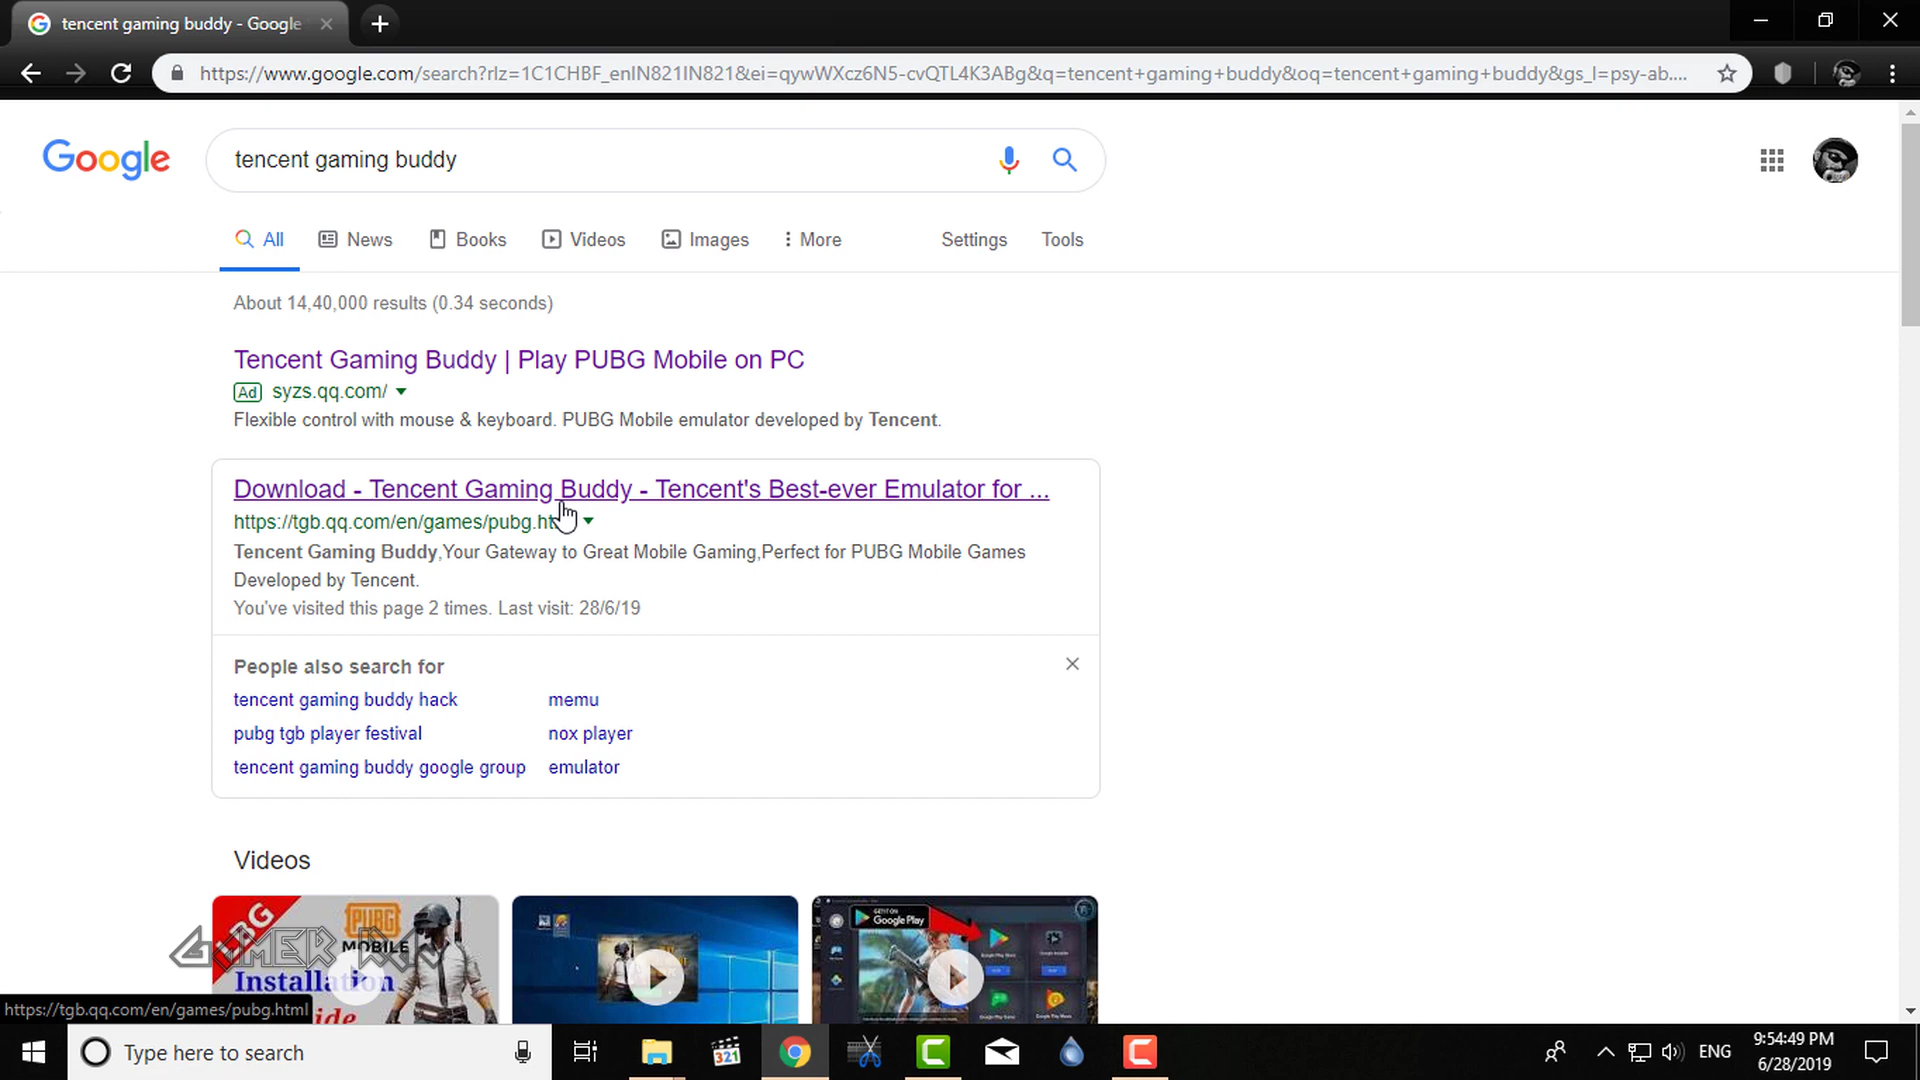 tencent gaming buddy - Google
https://www.google.com/search?rlz=1C1CHBF_enIN821IN821&ei=qywWXcz6N5-cvQTL4K3ABg&q=tencent+gaming+buddy&oq=tencent+gaming+buddy&gs_l=psy-ab....
Google
tencent gaming buddy
All
News
Books
Videos
Images
More
Settings
Tools
About 14,40,000 results (0.34 seconds)
Tencent Gaming Buddy | Play PUBG Mobile on PC
Ad syzs.qq.com/
Flexible control with mouse & keyboard. PUBG Mobile emulator developed by Tencent.
Download - Tencent Gaming Buddy - Tencent's Best-ever Emulator for ...
https://tgb.qq.com/en/games/pubg.ht
Tencent Gaming Buddy,Your Gateway to Great Mobile Gaming,Perfect for PUBG Mobile Games
Developed by Tencent.
You've visited this page 2 times. Last visit: 28/6/19
People also search for
tencent gaming buddy hack
memu
pubg tgb player festival
nox player
tencent gaming buddy google group
emulator
Videos
PUBG
PUBG
MOBILE
Installation
GET IT ON
Google Play
https://tgb.qq.com/en/games/pubg.html
Type here to search
321
ENG
9:54:49 PM
6/28/2019